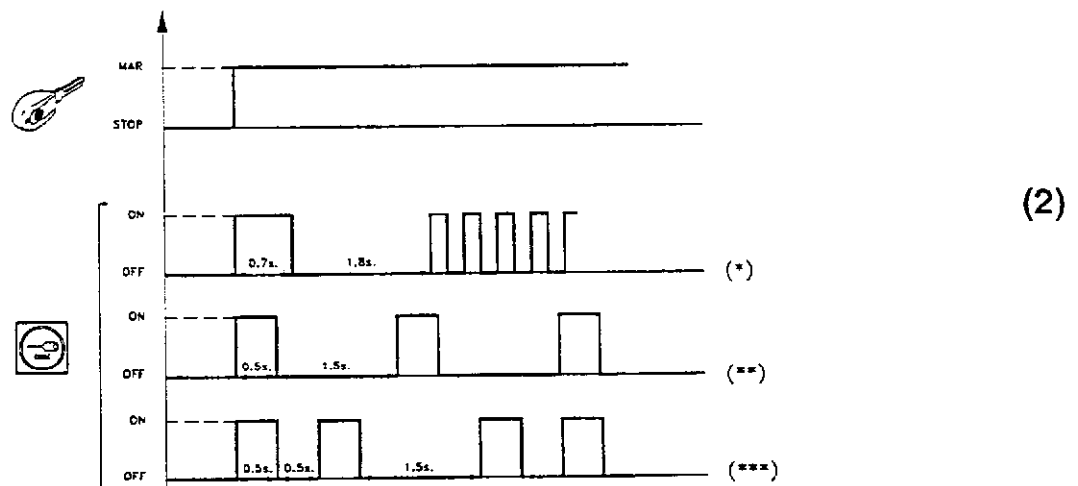 MAR
STOP
(2)
ON
0.7s. 1,8s.
OFF
(*)
ON
0.5s. 1.5s.
OFF
(**)
ON
0.5s. 0.5s. 1.5s.
OFF
(***)